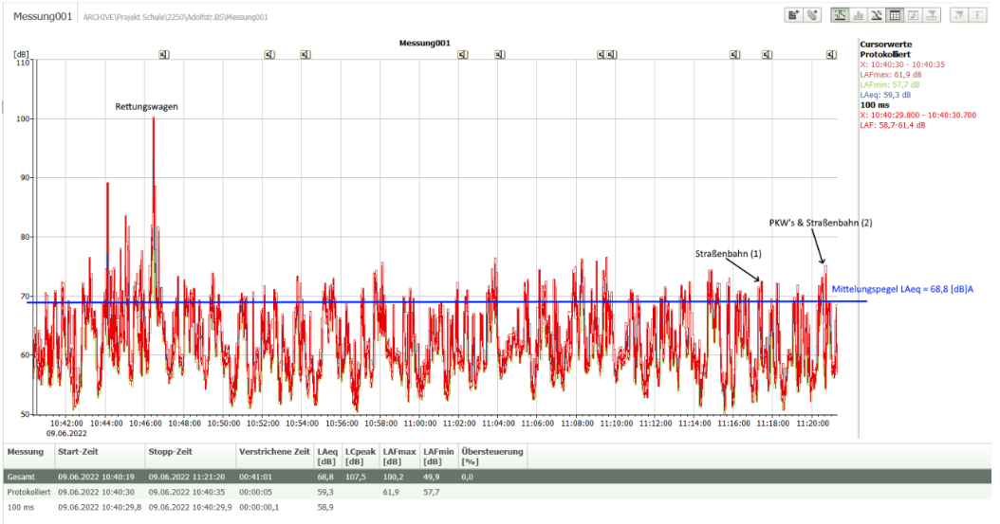 Messung001 ARCHIVE\Projekt Schule\2250\Adolfstr.BS\Messung001
Messung001
[dB]
110
100
90
80
70
60
50
Rettungswagen
Straßenbahn (1)
PKW's & Straßenbahn (2)
Mittelungspegel LAeq = 68,8 [dB]A
10:42:00 10:44:00 10:46:00 10:48:00 10:50:00 10:52:00 10:54:00 10:56:00 10:58:00 11:00:00 11:02:00 11:04:00 11:06:00 11:08:00 11:10:00 11:12:00 11:14:00 11:16:00 11:18:00 11:20:00
09.06.2022
Cursorwerte
Protokolliert
X: 10:40:30 - 10:40:35
LAFmax: 61,9 dB
LAFmin: 57,7 dB
LAeq: 59,3 dB
100 ms
X: 10:40:29.800 - 10:40:30.700
LAF: 58,7-61,4 dB
Messung Start-Zeit Stopp-Zeit Verstrichene Zeit LAeq [dB] LCpeak [dB] LAFmax [dB] LAFmin [dB] Übersteuerung [%]
Gesamt 09.06.2022 10:40:19 09.06.2022 11:21:20 00:41:01 68,8 107,5 100,2 49,9 0,0
Protokolliert 09.06.2022 10:40:30 09.06.2022 10:40:35 00:00:05 59,3 61,9 57,7
100 ms 09.06.2022 10:40:29,8 09.06.2022 10:40:29,9 00:00:00,1 58,9